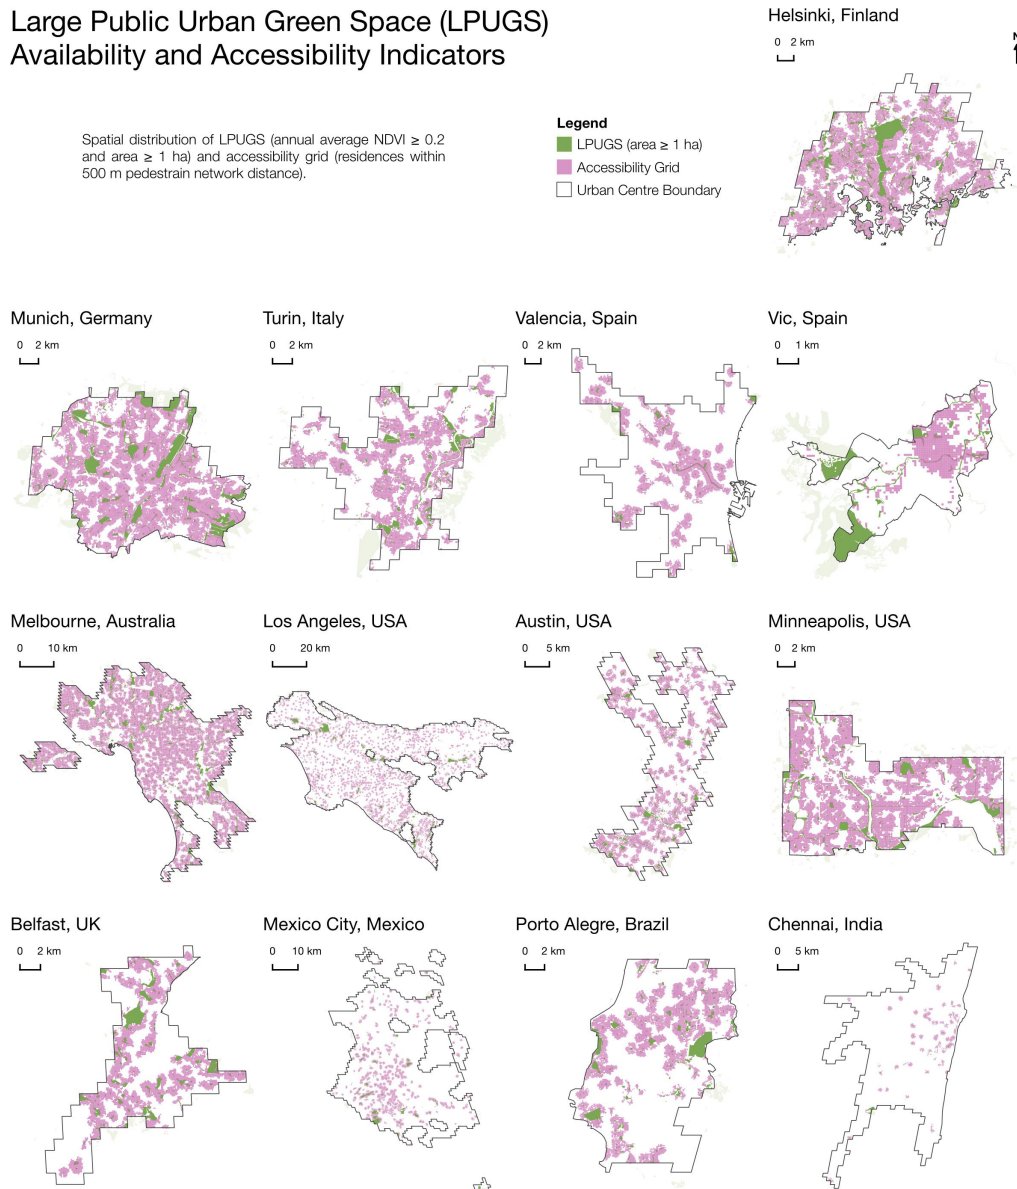 Large Public Urban Green Space (LPUGS)
Availability and Accessibility Indicators
Spatial distribution of LPUGS (annual average NDVI ≥ 0.2
and area ≥ 1 ha) and accessibility grid (residences within
500 m pedestrain network distance).
Legend
LPUGS (area ≥ 1 ha)
Accessibility Grid
Urban Centre Boundary
Helsinki, Finland
0 2 km
N
Munich, Germany
0 2 km
Turin, Italy
0 2 km
Valencia, Spain
0 2 km
Vic, Spain
0 1 km
Melbourne, Australia
0 10 km
Los Angeles, USA
0 20 km
Austin, USA
0 5 km
Minneapolis, USA
0 2 km
Belfast, UK
0 2 km
Mexico City, Mexico
0 10 km
Porto Alegre, Brazil
0 2 km
Chennai, India
0 5 km